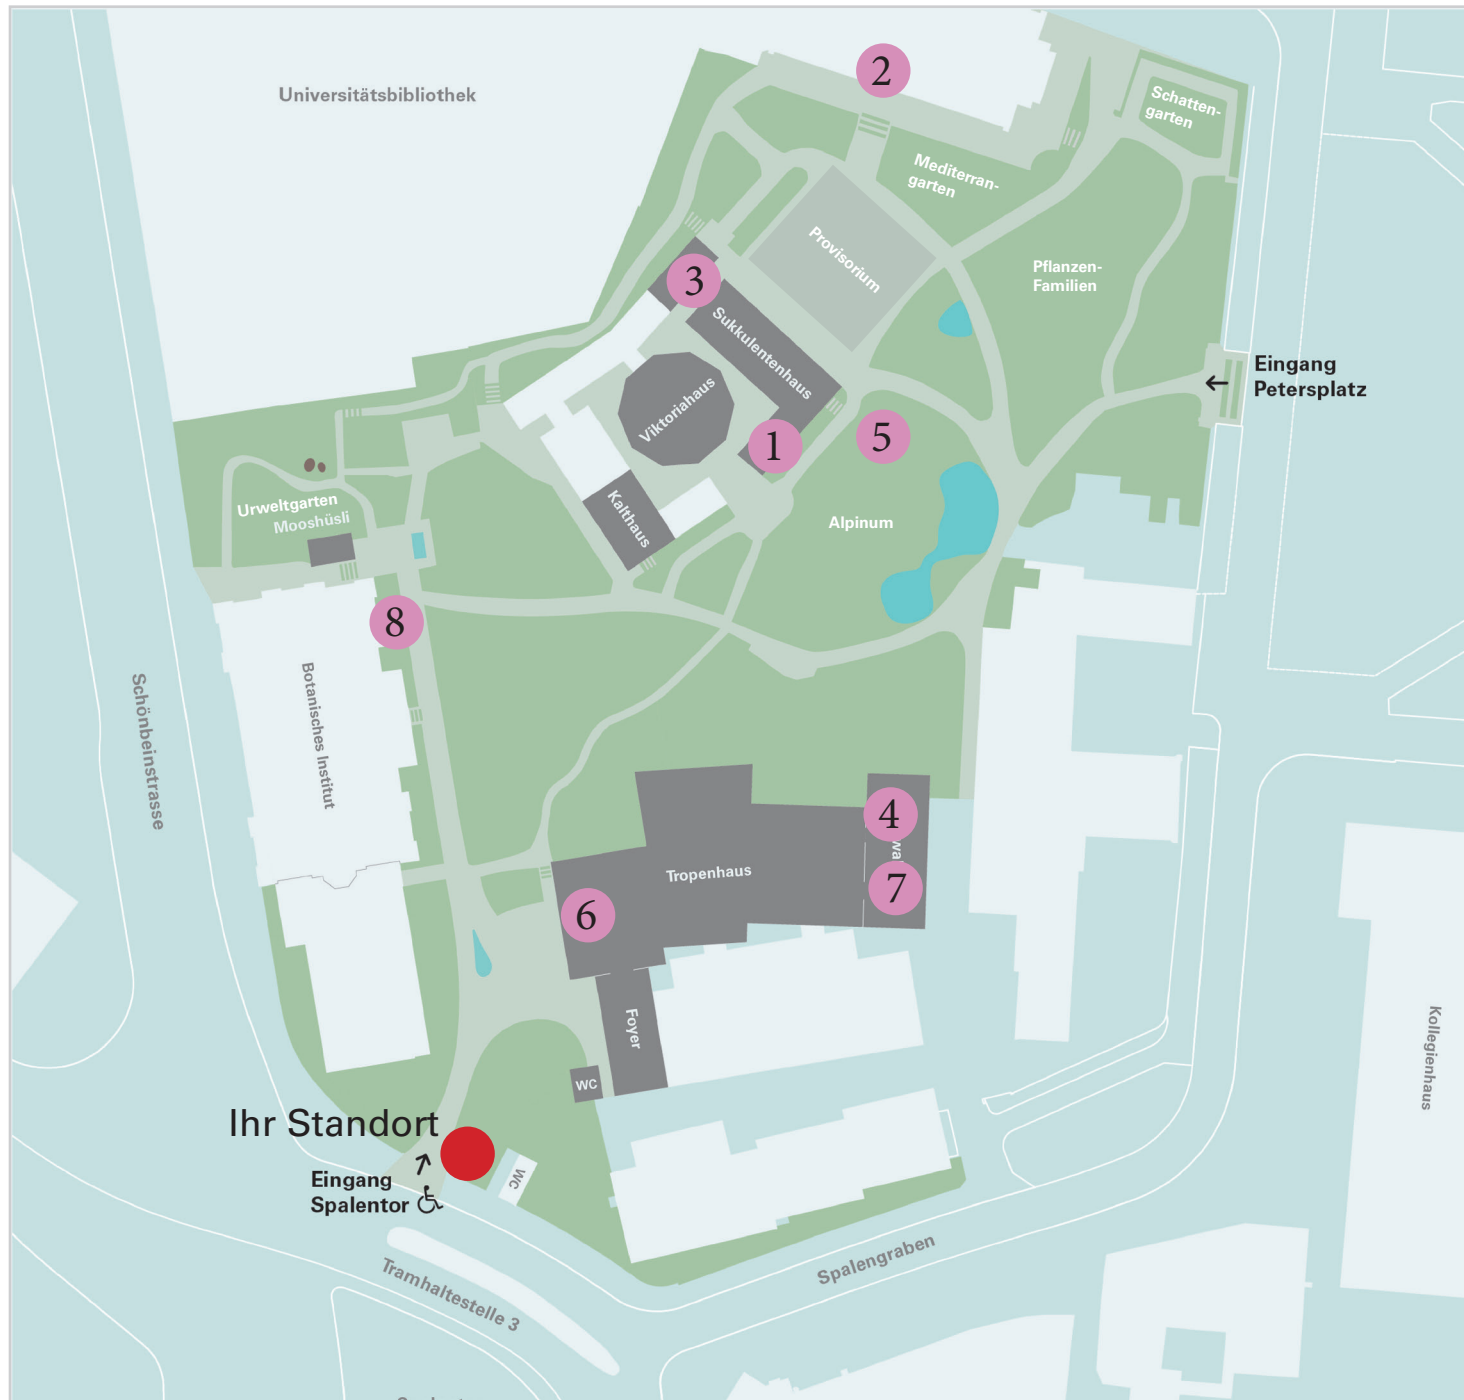 2
Universitätsbibliothek
Schatten-
garten
Mediterran-
garten
Provisorium
Pflanzen-
Familien
3
Sukkulentenhaus
Eingang
Petersplatz
Viktoriahaus
1
5
Urweltgarten
Mooshüsli
Kalthaus
Alpinum
8
Botanisches Institut
Schönbeinstrasse
4
Tropenhaus
7
6
Foyer
Kollegienhaus
WC
Ihr Standort
Eingang
Spalentor
WC
Spalengraben
Tramhaltestelle 3